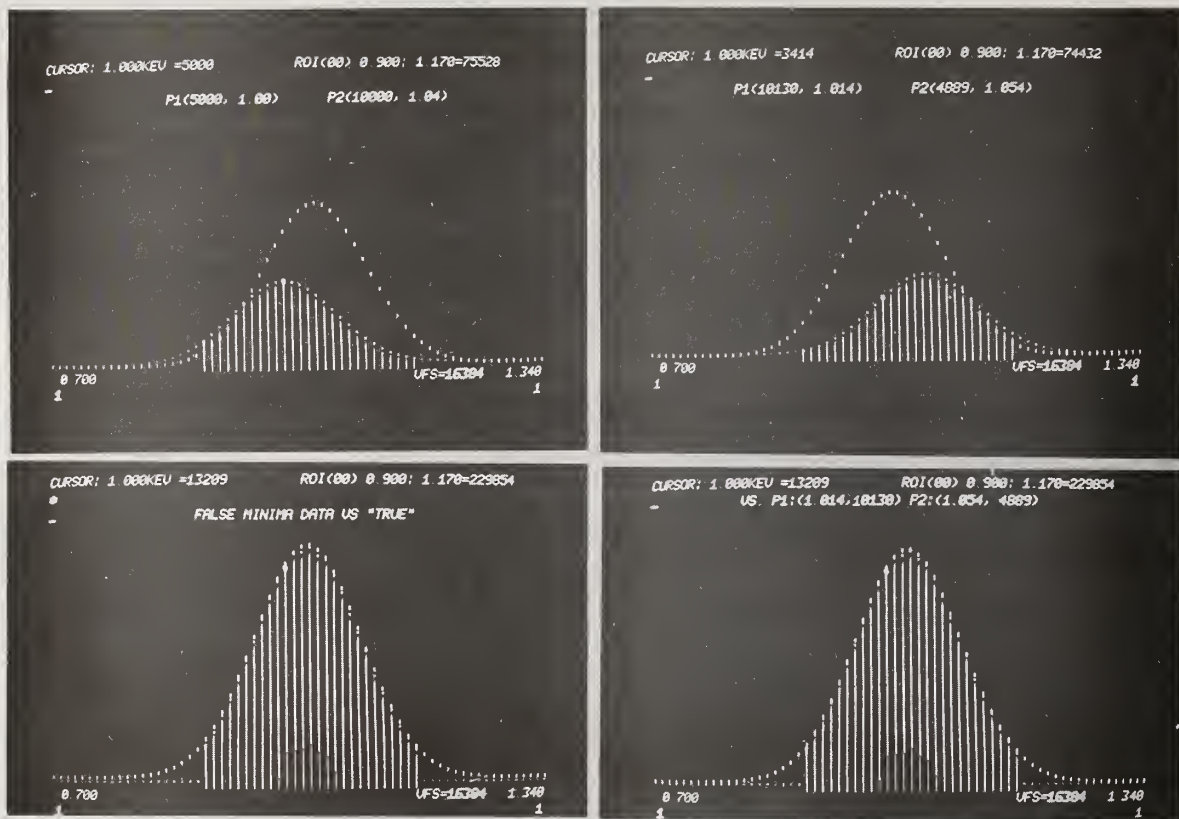 CURSOR: 1.000KEV =5000 ROI(00) 0.900: 1.170=75528
P1(5000, 1.00) P2(10000, 1.04)
VFS=16384
0.700 1.340
1 1
CURSOR: 1.000KEV =3414 ROI(00) 0.900: 1.170=74432
P1(10130, 1.014) P2(4889, 1.054)
VFS=16384
0.700 1.340
1 1
CURSOR: 1.000KEV =13209 ROI(00) 0.900: 1.170=229854
FALSE MINIMA DATA VS "TRUE"
VFS=16384
0.700 1.340
1 1
CURSOR: 1.000KEV =13209 ROI(00) 0.900: 1.170=229854
VS. P1:(1.014,10130) P2:(1.054, 4889)
VFS=16384
0.700 1.340
1 1